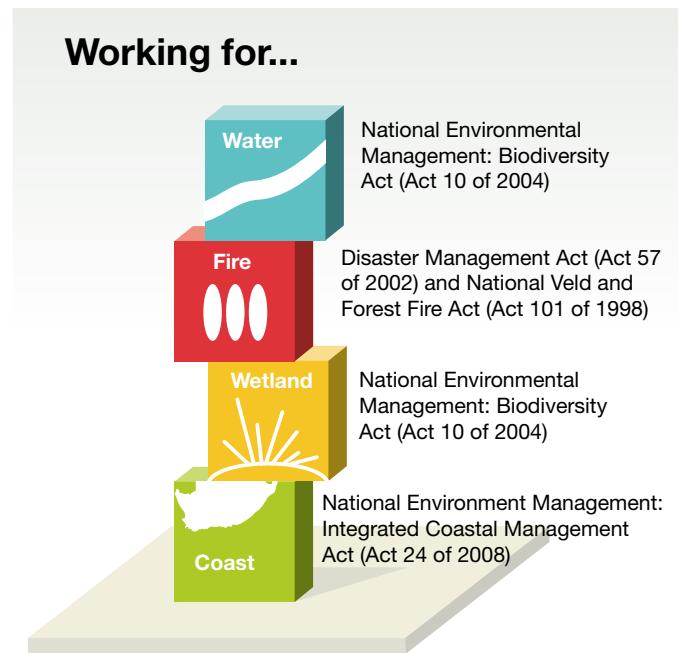 Working for...
Water
National Environmental
Management: Biodiversity
Act (Act 10 of 2004)
Fire
Disaster Management Act (Act 57
of 2002) and National Veld and
Forest Fire Act (Act 101 of 1998)
Wetland
National Environmental
Management: Biodiversity
Act (Act 10 of 2004)
Coast
National Environment Management:
Integrated Coastal Management
Act (Act 24 of 2008)